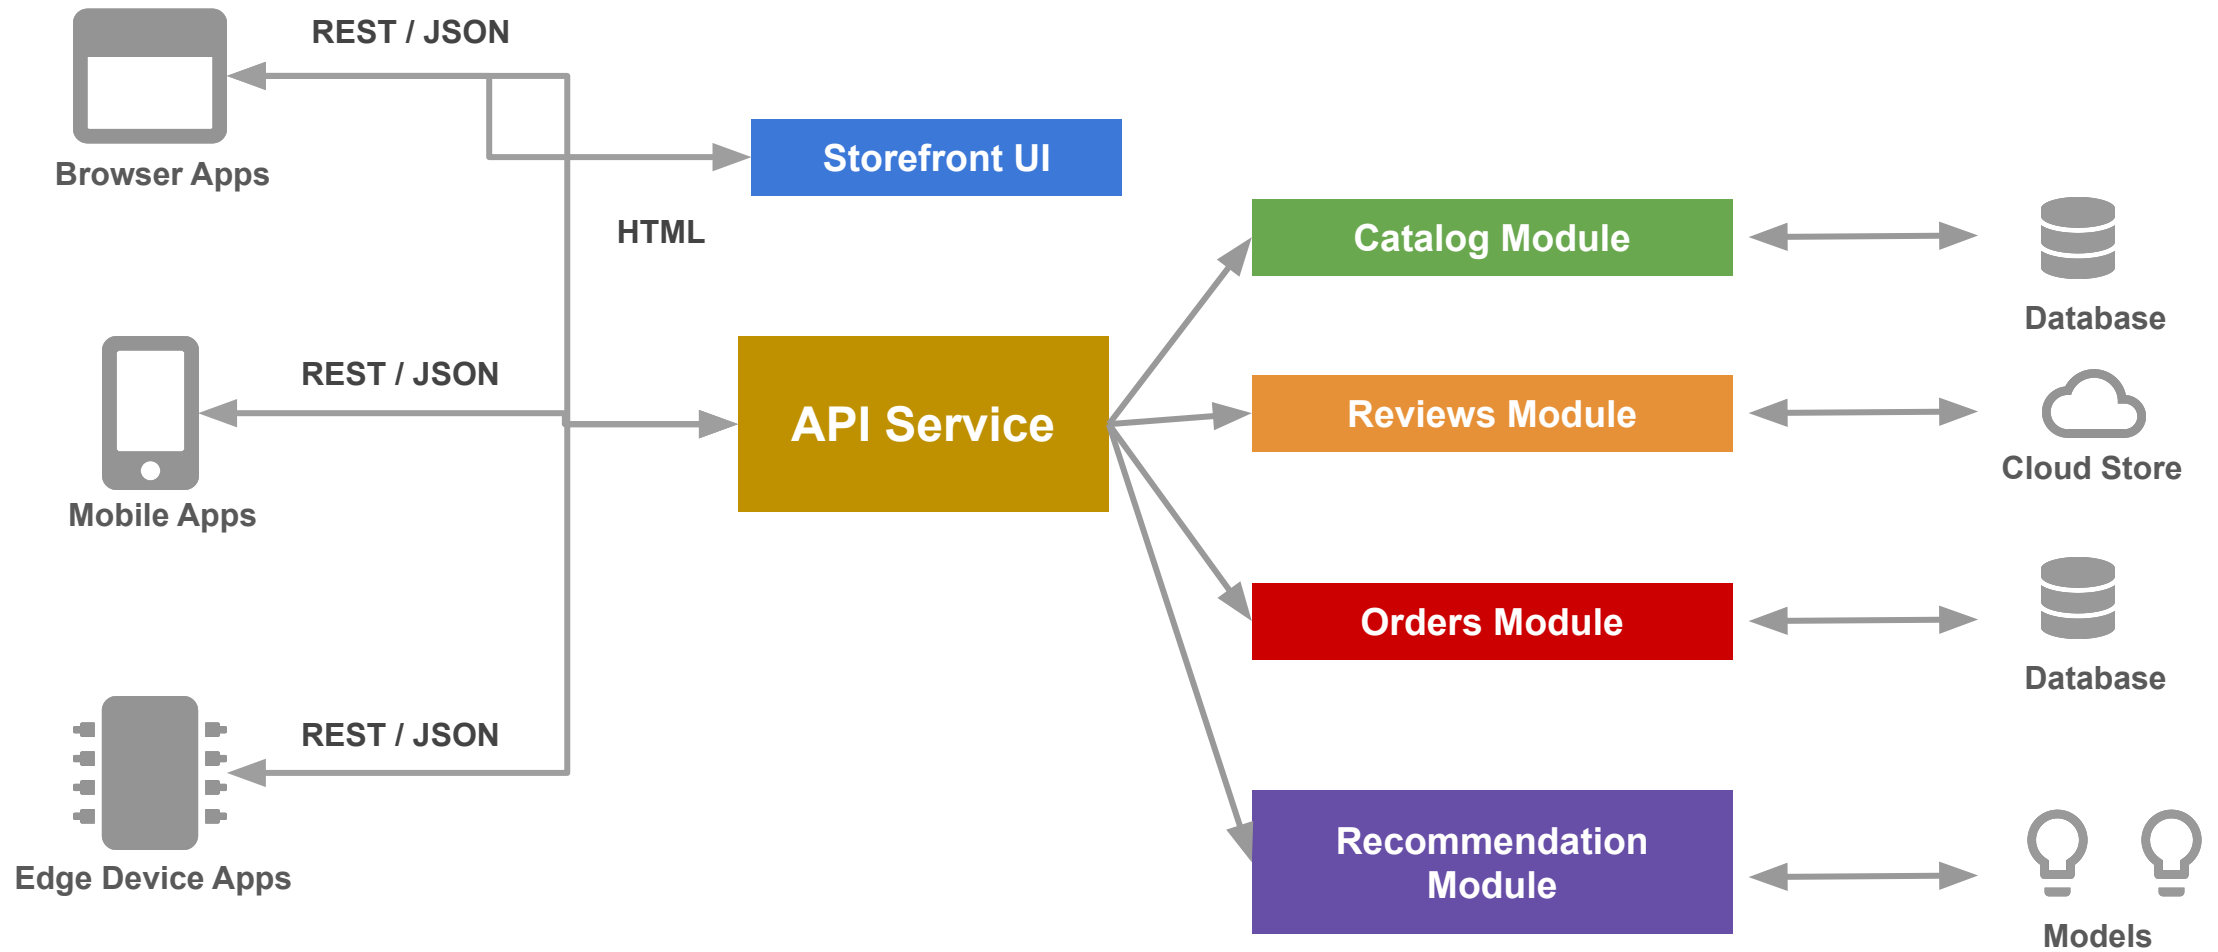 REST / JSON
Browser Apps
Storefront UI
HTML
Catalog Module
Database
REST / JSON
Mobile Apps
API Service
Reviews Module
Cloud Store
Orders Module
Database
REST / JSON
Edge Device Apps
Recommendation
Module
Models